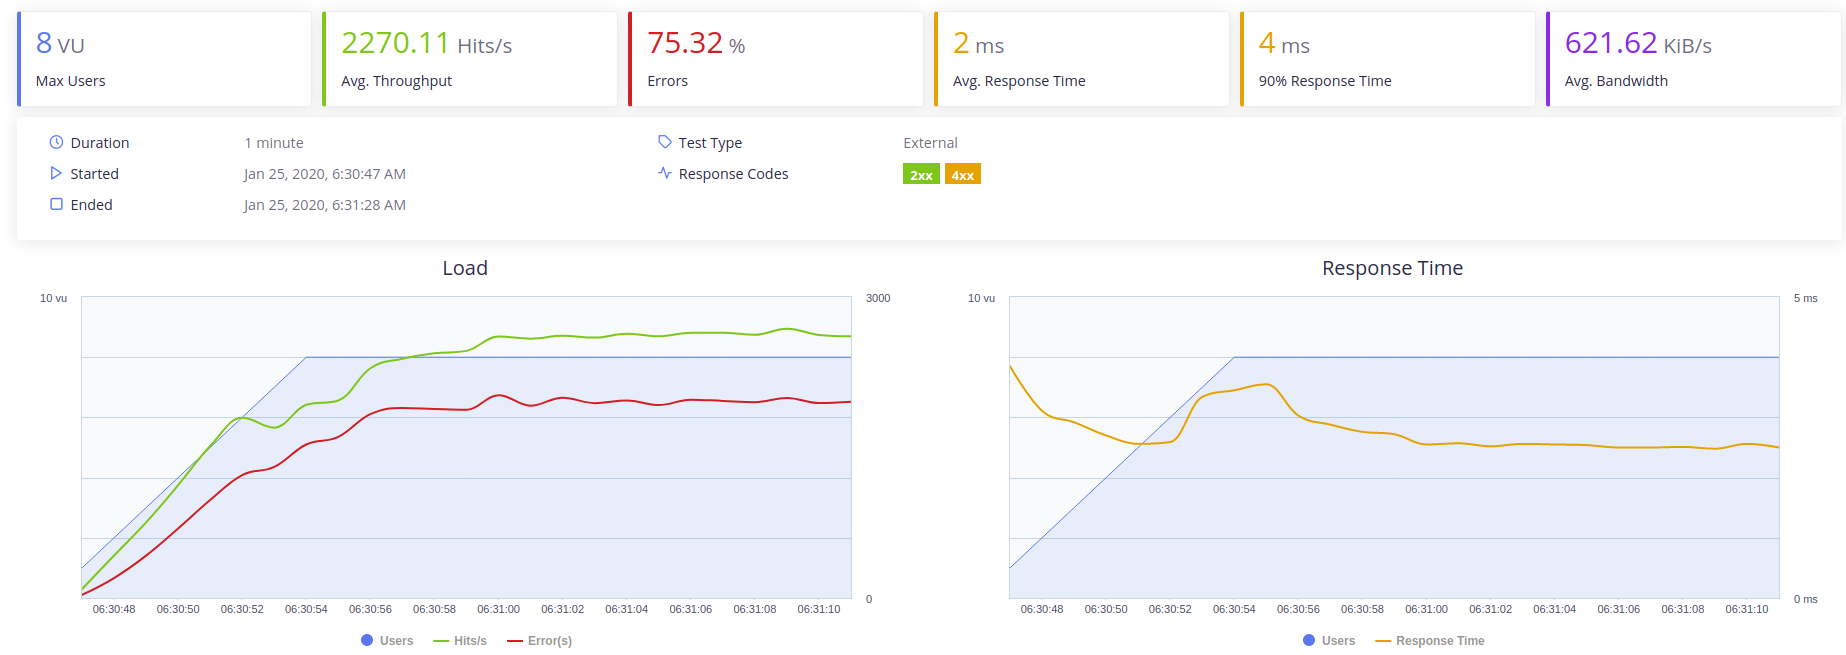 8 VU
Max Users
2270.11 Hits/s
Avg. Throughput
75.32 %
Errors
2 ms
Avg. Response Time
4 ms
90% Response Time
621.62 KiB/s
Avg. Bandwidth
Duration 1 minute
Started Jan 25, 2020, 6:30:47 AM
Ended Jan 25, 2020, 6:31:28 AM
Test Type External
Response Codes 2xx 4xx
Load
10 vu 3000
0
06:30:48 06:30:50 06:30:52 06:30:54 06:30:56 06:30:58 06:31:00 06:31:02 06:31:04 06:31:06 06:31:08 06:31:10
Users Hits/s Error(s)
Response Time
10 vu 5 ms
0 ms
06:30:48 06:30:50 06:30:52 06:30:54 06:30:56 06:30:58 06:31:00 06:31:02 06:31:04 06:31:06 06:31:08 06:31:10
Users Response Time